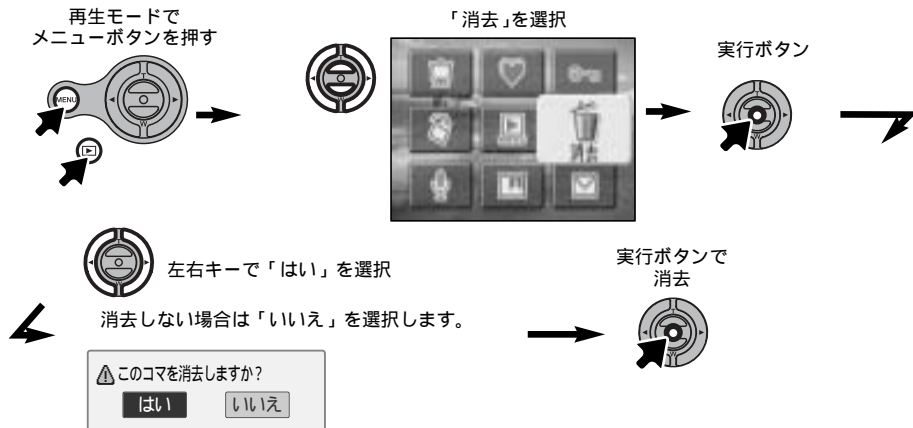 再生モードで
メニューボタンを押す
「消去」を選択
実行ボタン
MENU
T
W
消去
左右キーで「はい」を選択
消去しない場合は「いいえ」を選択します。
このコマを消去しますか?
はい
いいえ
実行ボタンで
消去